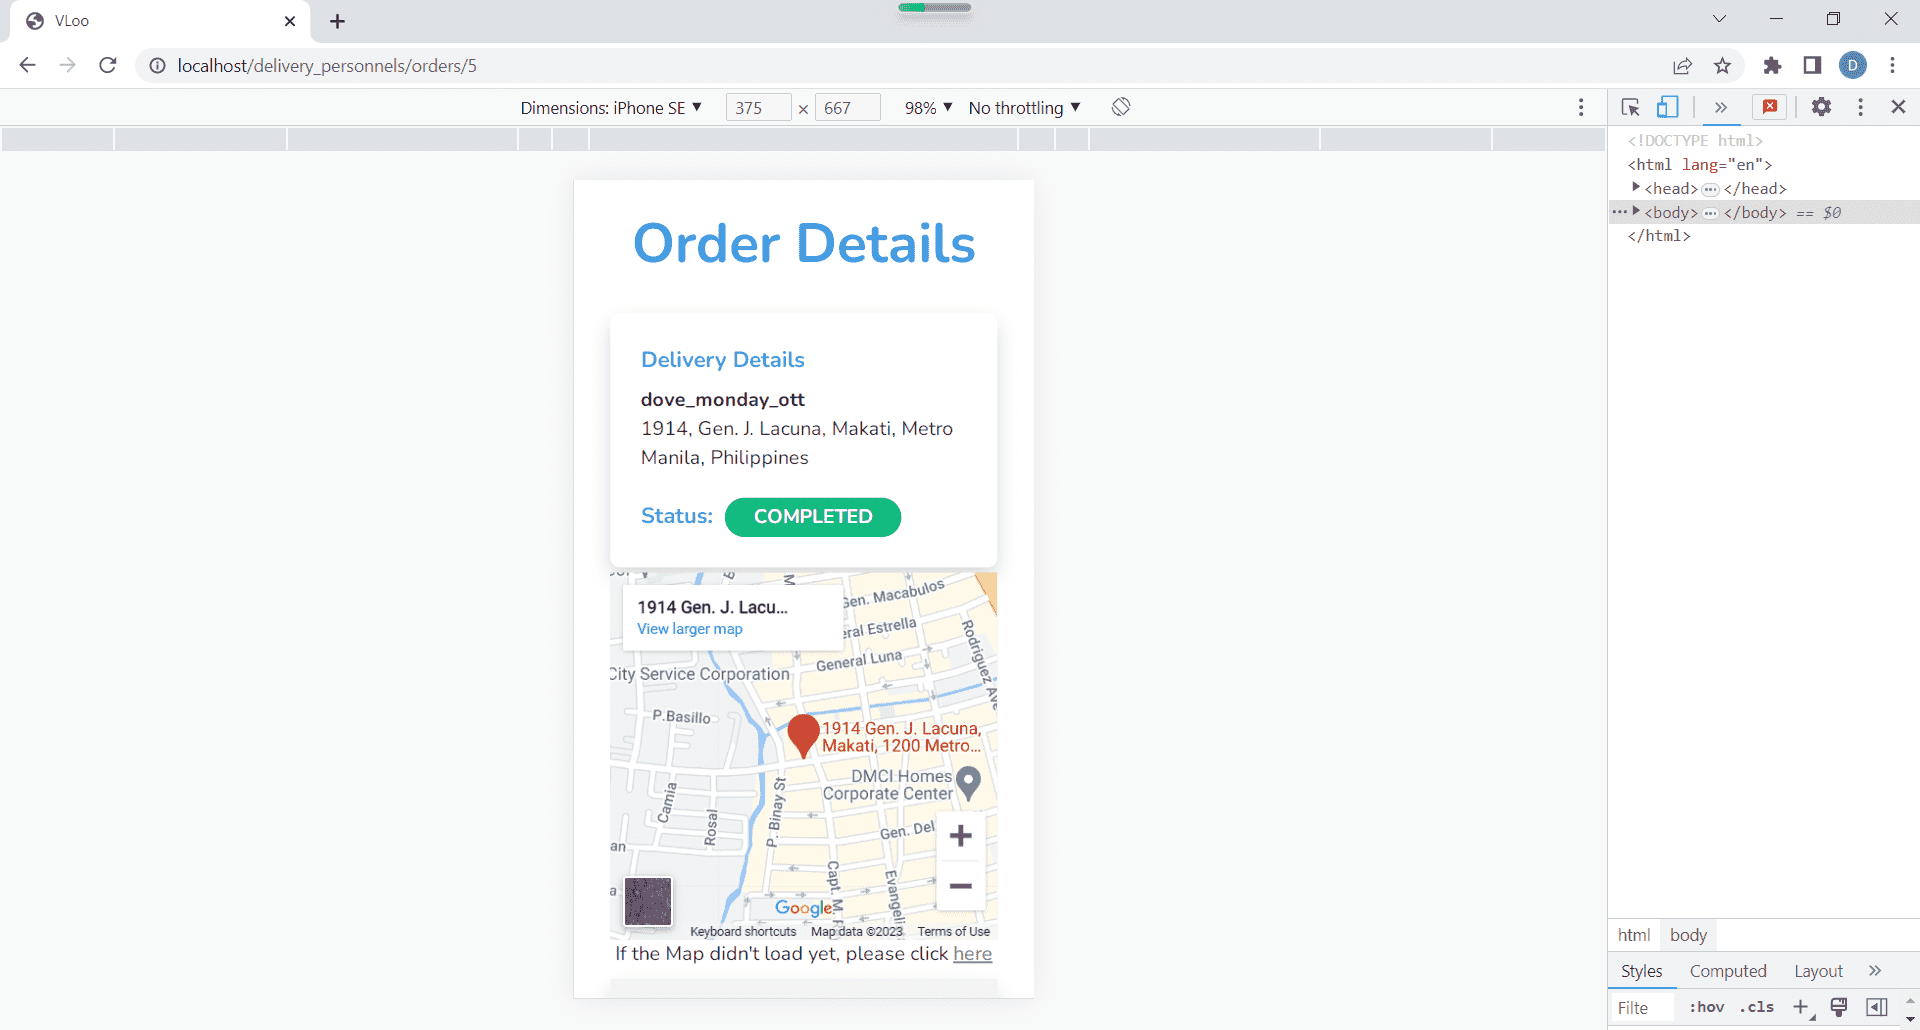 VLoo
localhost/delivery_personnels/orders/5
D
Dimensions: iPhone SE
375 × 667
98%
No throttling
<!DOCTYPE html>
<html lang="en">
<head> </head>
<body> </body> == $0
</html>
Order Details
Delivery Details
dove_monday_ott
1914, Gen. J. Lacuna, Makati, Metro
Manila, Philippines
Status: COMPLETED
1914 Gen. J. Lacu...
View larger map
Gen. Macabulos
eral Estrella
General Luna
Rodriguez Av
City Service Corporation
P.Basillo
1914 Gen. J. Lacuna,
Makati, 1200 Metro...
DMCI Homes
Corporate Center
Camia
Rosal
P. Binay St
Gen. Del
an
Capt. M. R
Evangeli
Google
Keyboard shortcuts Map data ©2023 Terms of Use
If the Map didn't load yet, please click here
html body
Styles Computed Layout
Filte :hov .cls